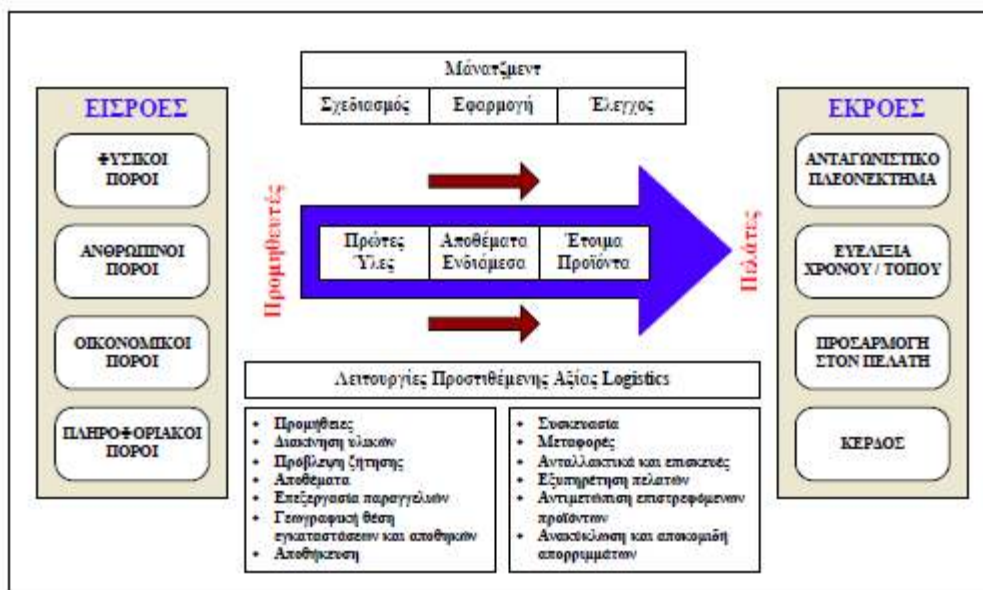 Μάνατζμεντ
Σχεδιασμός Εφαρμογή Έλεγχος
ΕΙΣΡΟΕΣ
ΦΥΣΙΚΟΙ
ΠΟΡΟΙ
ΑΝΘΡΩΠΙΝΟΙ
ΠΟΡΟΙ
ΟΙΚΟΝΟΜΙΚΟΙ
ΠΟΡΟΙ
ΠΛΗΡΟΦΟΡΙΑΚΟΙ
ΠΟΡΟΙ
Προμηθευτές
Πρώτες
Ύλες
Αποθέματα
Ενδιάμεσα
Έτοιμα
Προϊόντα
Πελάτες
ΕΚΡΟΕΣ
ΑΝΤΑΓΩΝΙΣΤΙΚΟ
ΠΛΕΟΝΕΚΤΗΜΑ
ΕΥΕΛΙΞΙΑ
ΧΡΟΝΟΥ / ΤΟΠΟΥ
ΠΡΟΣΑΡΜΟΓΗ
ΣΤΟΝ ΠΕΛΑΤΗ
ΚΕΡΔΟΣ
Λειτουργίες Προστιθέμενης Αξίας Logistics
• Προμήθειες
• Διακίνηση υλικών
• Πρόβλεψη ζήτησης
• Αποθέματα
• Επεξεργασία παραγγελιών
• Γεωγραφική θέση
εγκαταστάσεων και αποθηκών
• Αποθήκευση
• Συσκευασία
• Μεταφορές
• Ανταλλακτικά και επισκευές
• Εξυπηρέτηση πελατών
• Αντιμετώπιση επιστρεφόμενων
προϊόντων
• Ανακύκλωση και αποκομιδή
απορριμμάτων